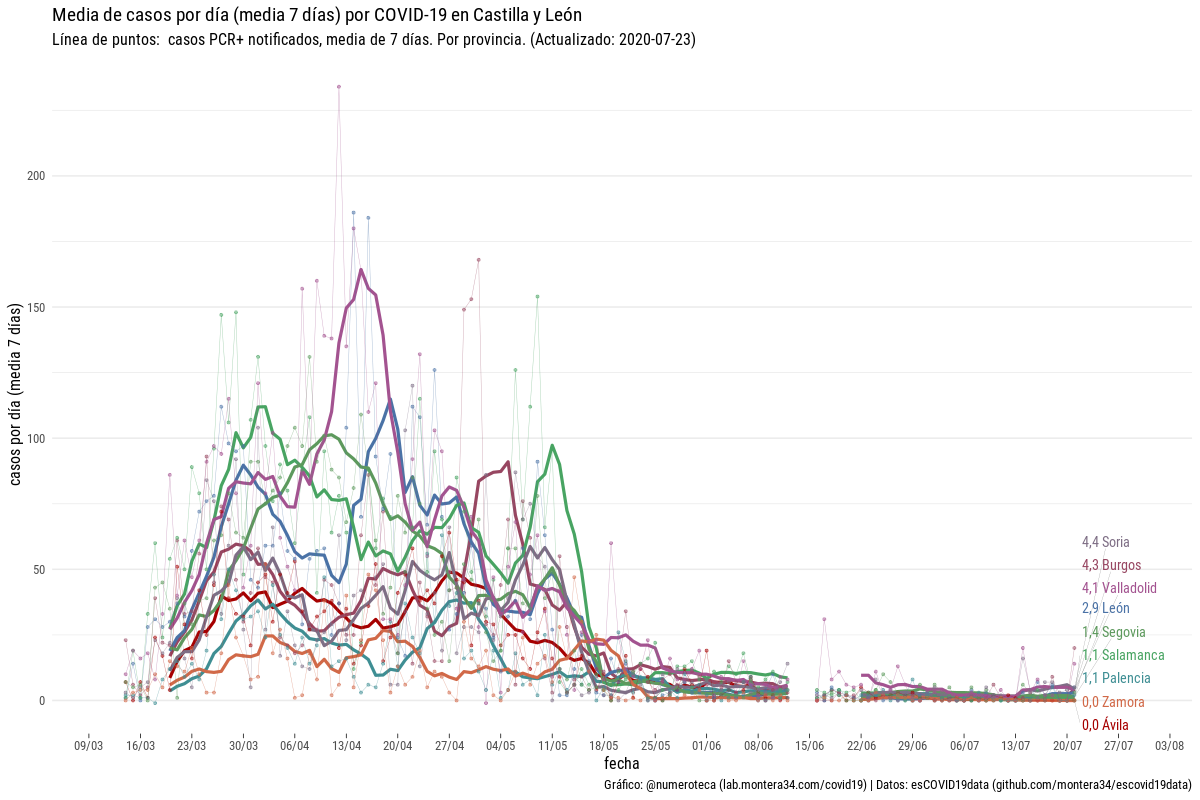 Media de casos por día (media 7 días) por COVID-19 en Castilla y León
Línea de puntos:  casos PCR+ notificados, media de 7 días. Por provincia. (Actualizado: 2020-07-23)
casos por día (media 7 días)
200
150
100
50
0
4,4 Soria
4,3 Burgos
4,1 Valladolid
2,9 León
1,4 Segovia
1,1 Salamanca
1,1 Palencia
0,0 Zamora
0,0 Ávila
09/03 16/03 23/03 30/03 06/04 13/04 20/04 27/04 04/05 11/05 18/05 25/05 01/06 08/06 15/06 22/06 29/06 06/07 13/07 20/07 27/07 03/08
fecha
Gráfico: @numeroteca (lab.montera34.com/covid19) | Datos: esCOVID19data (github.com/montera34/escovid19data)